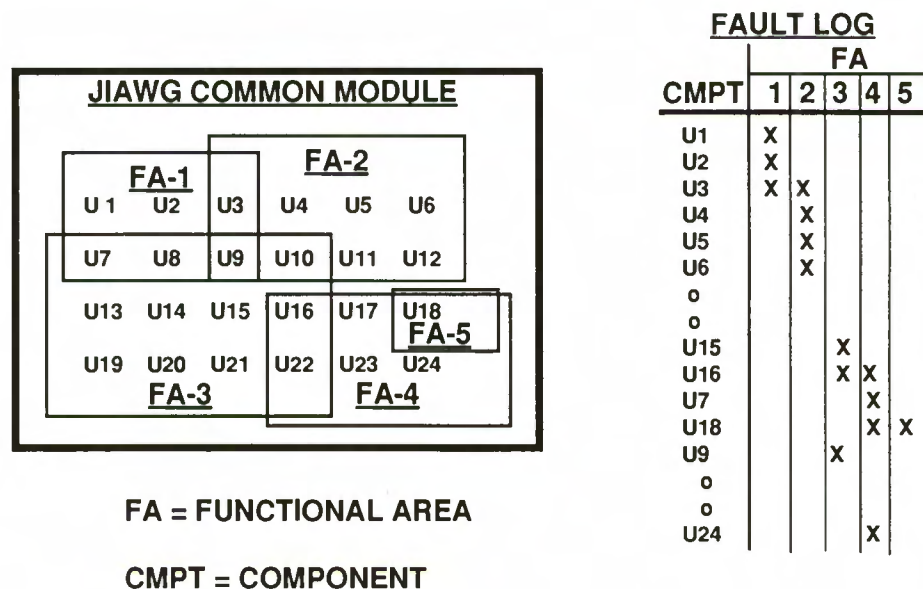 JIAWG COMMON MODULE
FA-1
FA-2
U 1 U2 U3 U4 U5 U6
U7 U8 U9 U10 U11 U12
U13 U14 U15 U16 U17 U18
FA-5
U19 U20 U21 U22 U23 U24
FA-3 FA-4
FA = FUNCTIONAL AREA
CMPT = COMPONENT
FAULT LOG
FA
CMPT 1 2 3 4 5
U1 X
U2 X
U3 X X
U4 X
U5 X
U6 X
o
o
U15 X
U16 X X
U7 X
U18 X X
U9 X
o
o
U24 X